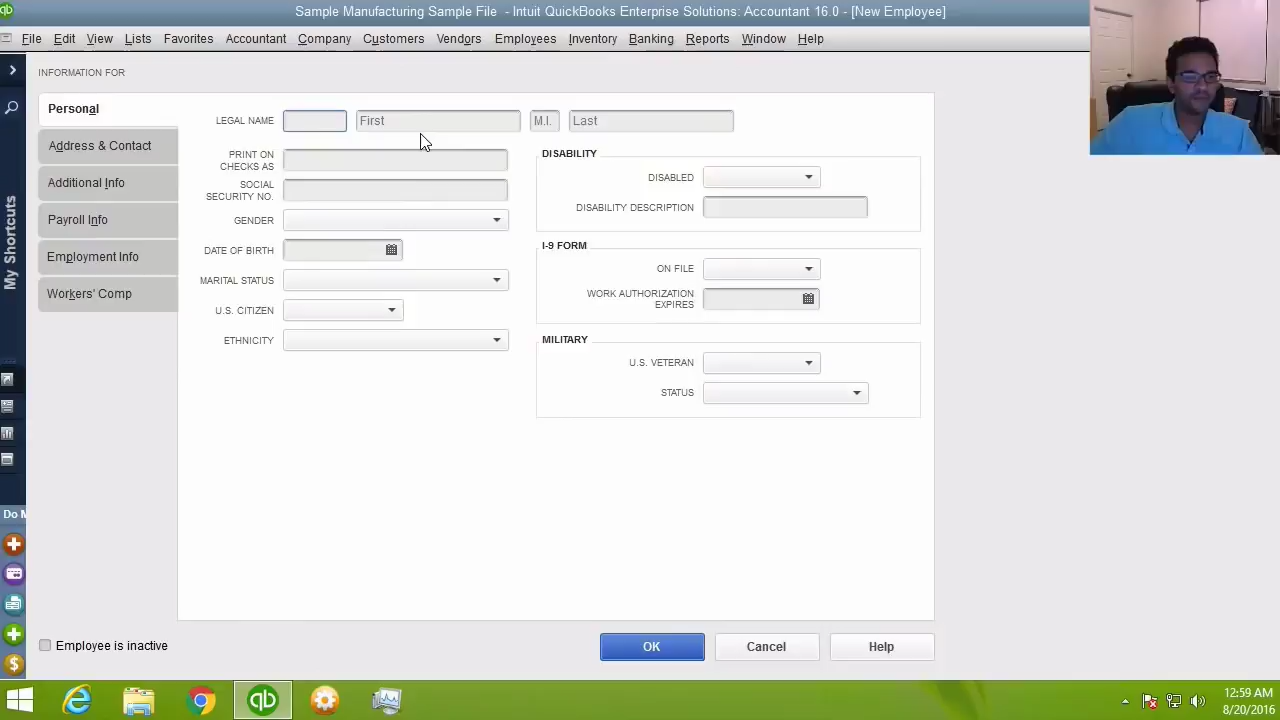 Sample Manufacturing Sample File - Intuit QuickBooks Enterprise Solutions: Accountant 16.0 - [New Employee]
File Edit View Lists Favorites Accountant Company Custo Vendors Employees Inventory Banking Reports Window Help
INFORMATION FOR
Personal
Address & Contact
Additional Info
Payroll Info
Employment Info
Workers' Comp
My Shortcuts
Do M
LEGAL NAME First M.I. Last
PRINT ON
CHECKS AS
SOCIAL
SECURITY NO.
GENDER
DATE OF BIRTH
MARITAL STATUS
U.S. CITIZEN
ETHNICITY
DISABILITY
DISABLED
DISABILITY DESCRIPTION
I-9 FORM
ON FILE
WORK AUTHORIZATION
EXPIRES
MILITARY
U.S. VETERAN
STATUS
Employee is inactive
OK Cancel Help
qb
12:59 AM
8/20/2016